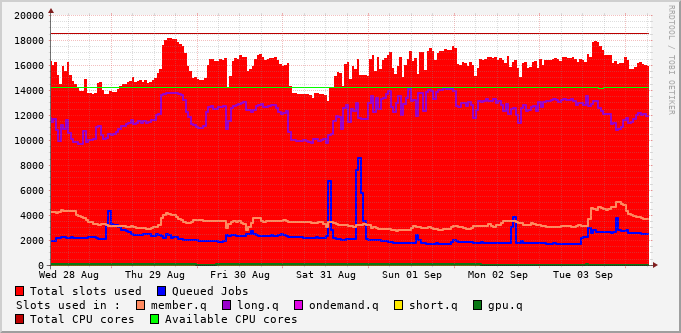 20000
18000
16000
14000
12000
10000
8000
6000
4000
2000
0
Wed 28 Aug Thu 29 Aug Fri 30 Aug Sat 31 Aug Sun 01 Sep Mon 02 Sep Tue 03 Sep
Total slots used Queued Jobs
Slots used in : member.q long.q ondemand.q short.q gpu.q
Total CPU cores Available CPU cores
RRDTOOL / TOBI OETIKER